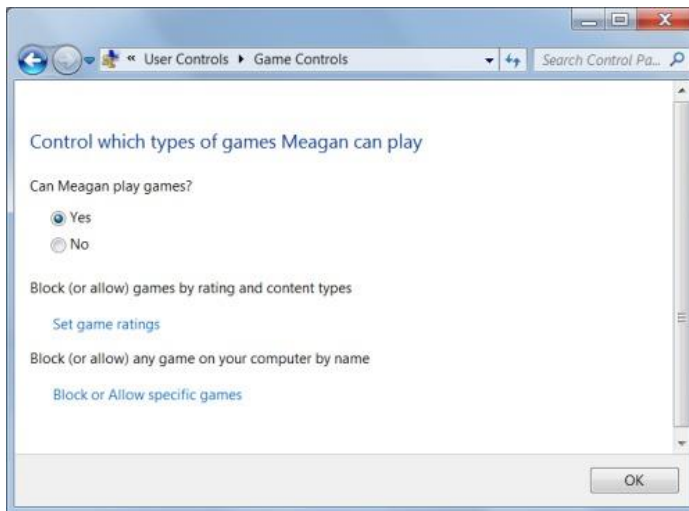 « User Controls ▸ Game Controls
Search Control Pa...
Control which types of games Meagan can play
Can Meagan play games?
Yes
No
Block (or allow) games by rating and content types
Set game ratings
Block (or allow) any game on your computer by name
Block or Allow specific games
OK